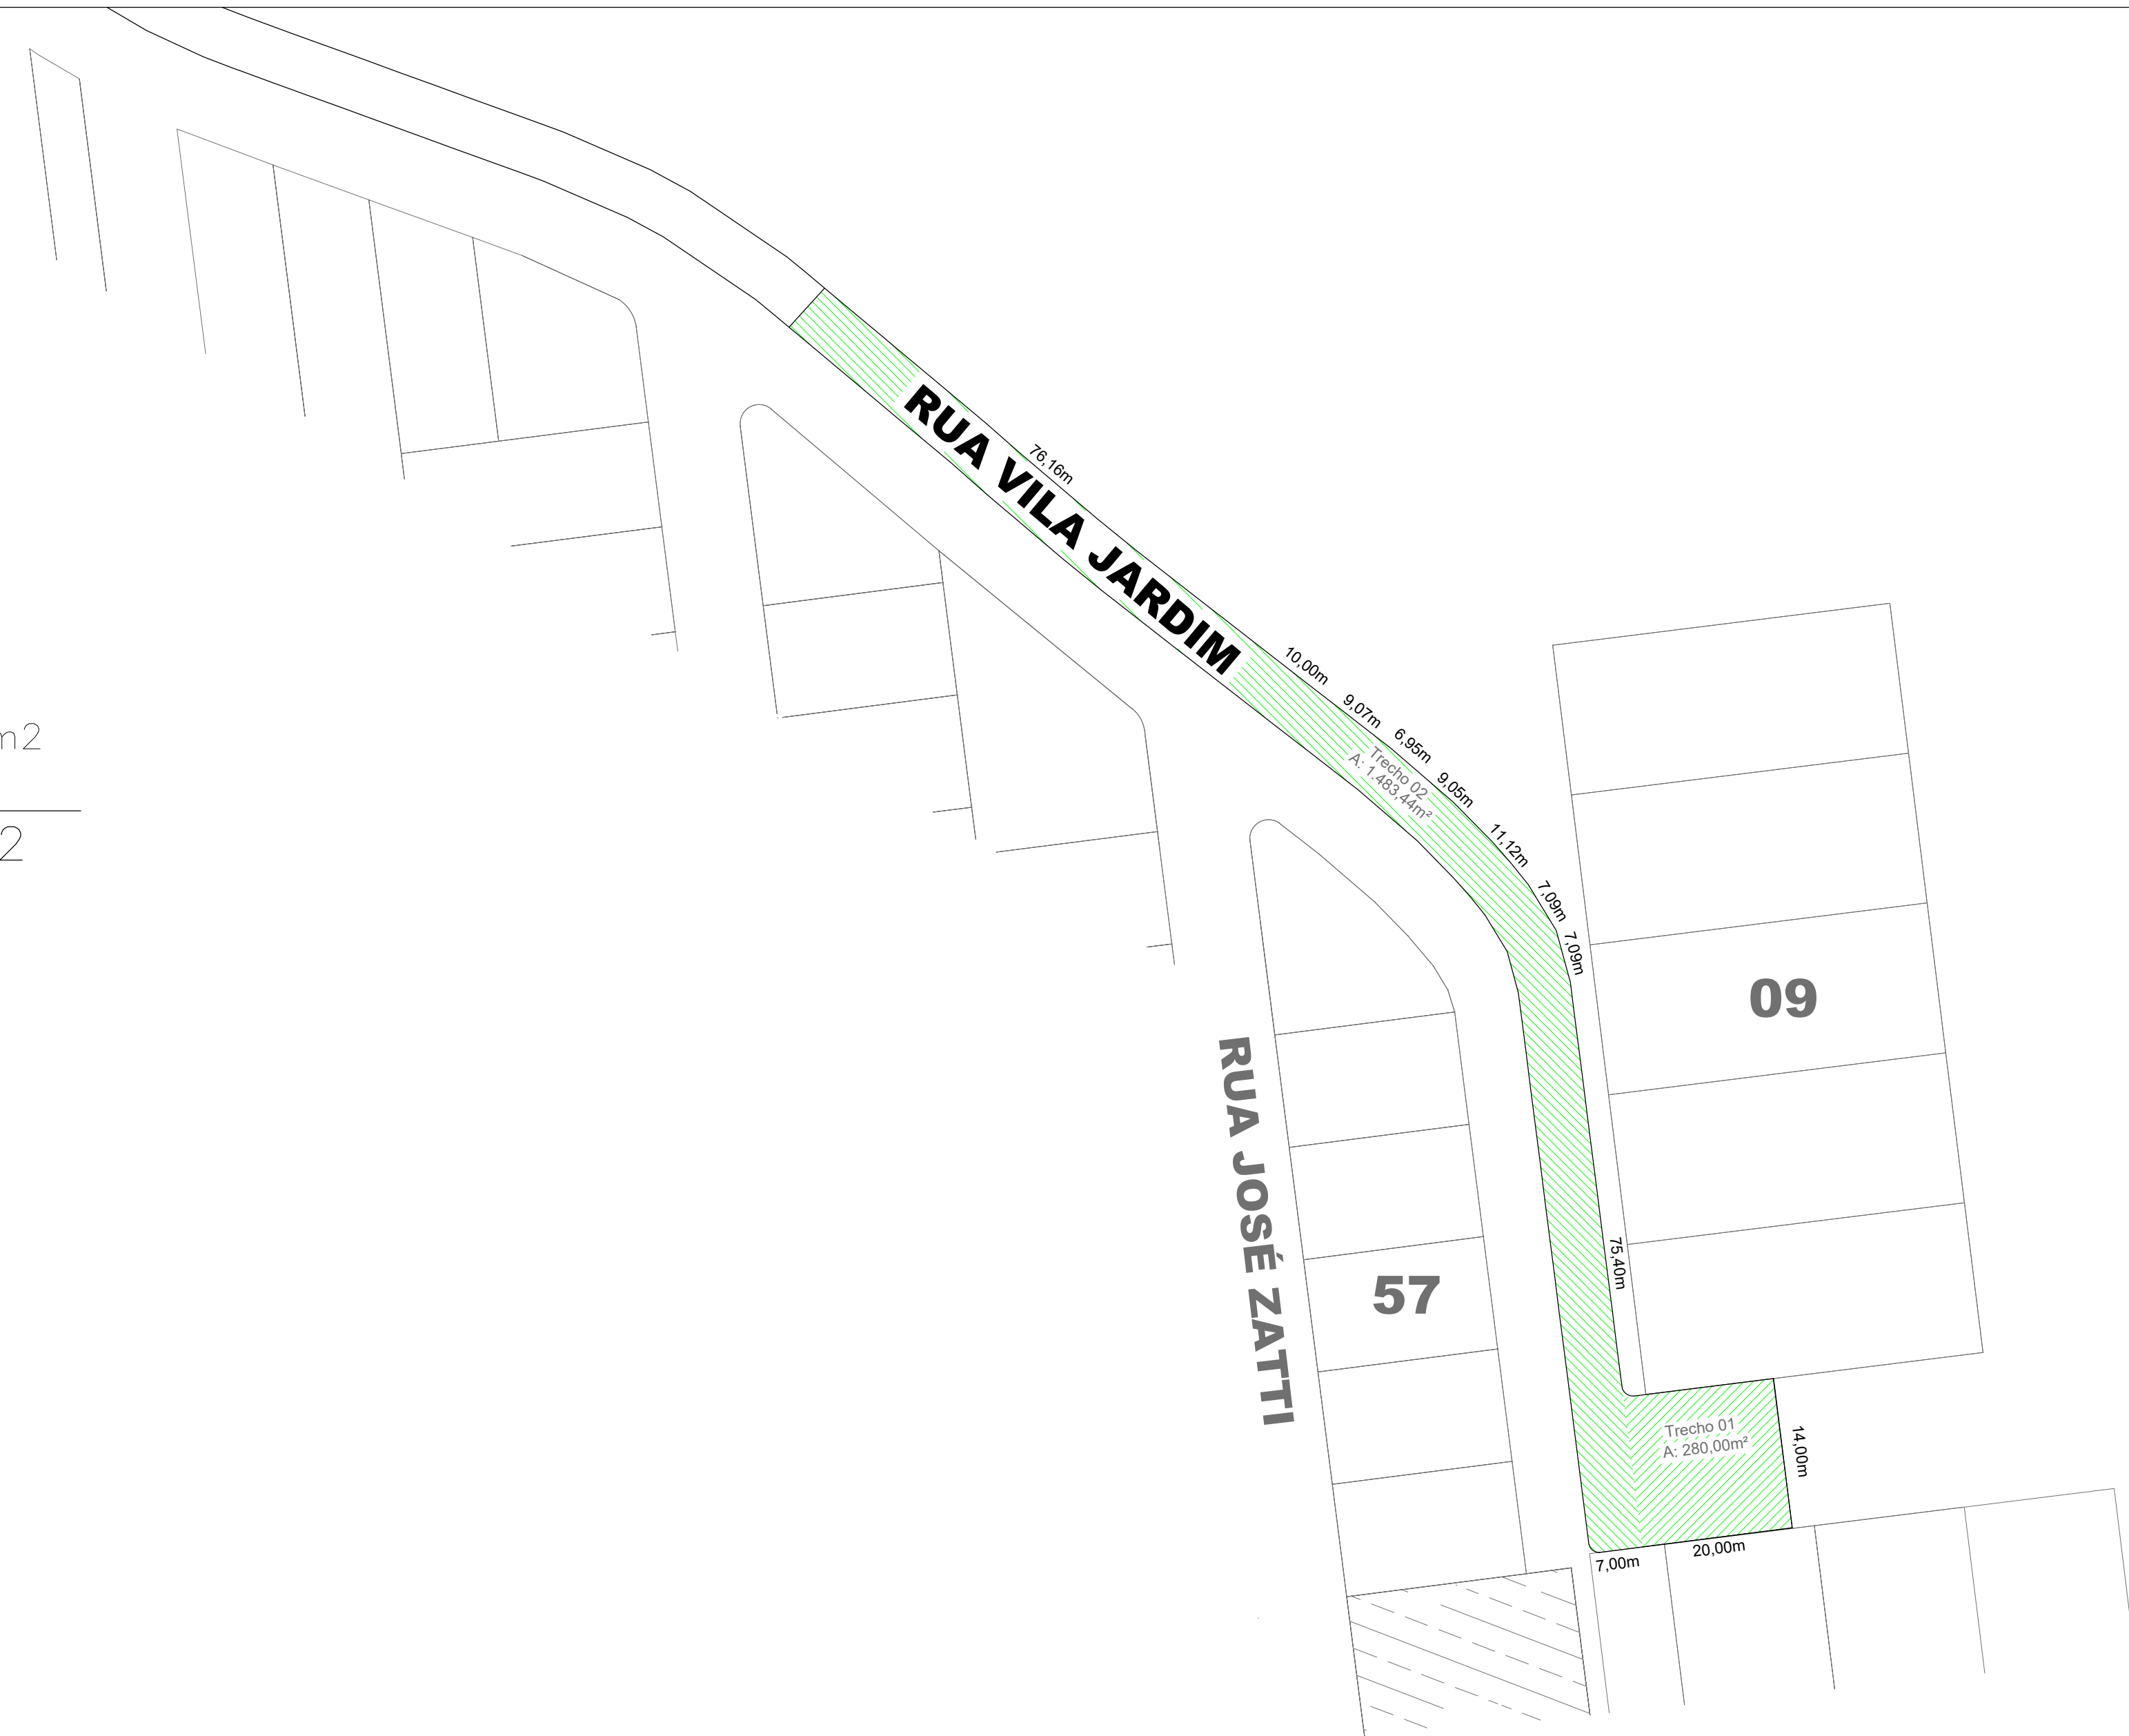 RUA VILA JARDIM
76,16m
10,00m
9,07m
6,95m
9,05m
11,12m
7,09m
7,09m
Trecho 02
A: 1.483,44m²
m2
2
09
RUA JOSÉ ZATTI
57
75,40m
Trecho 01
A: 280,00m²
14,00m
20,00m
7,00m